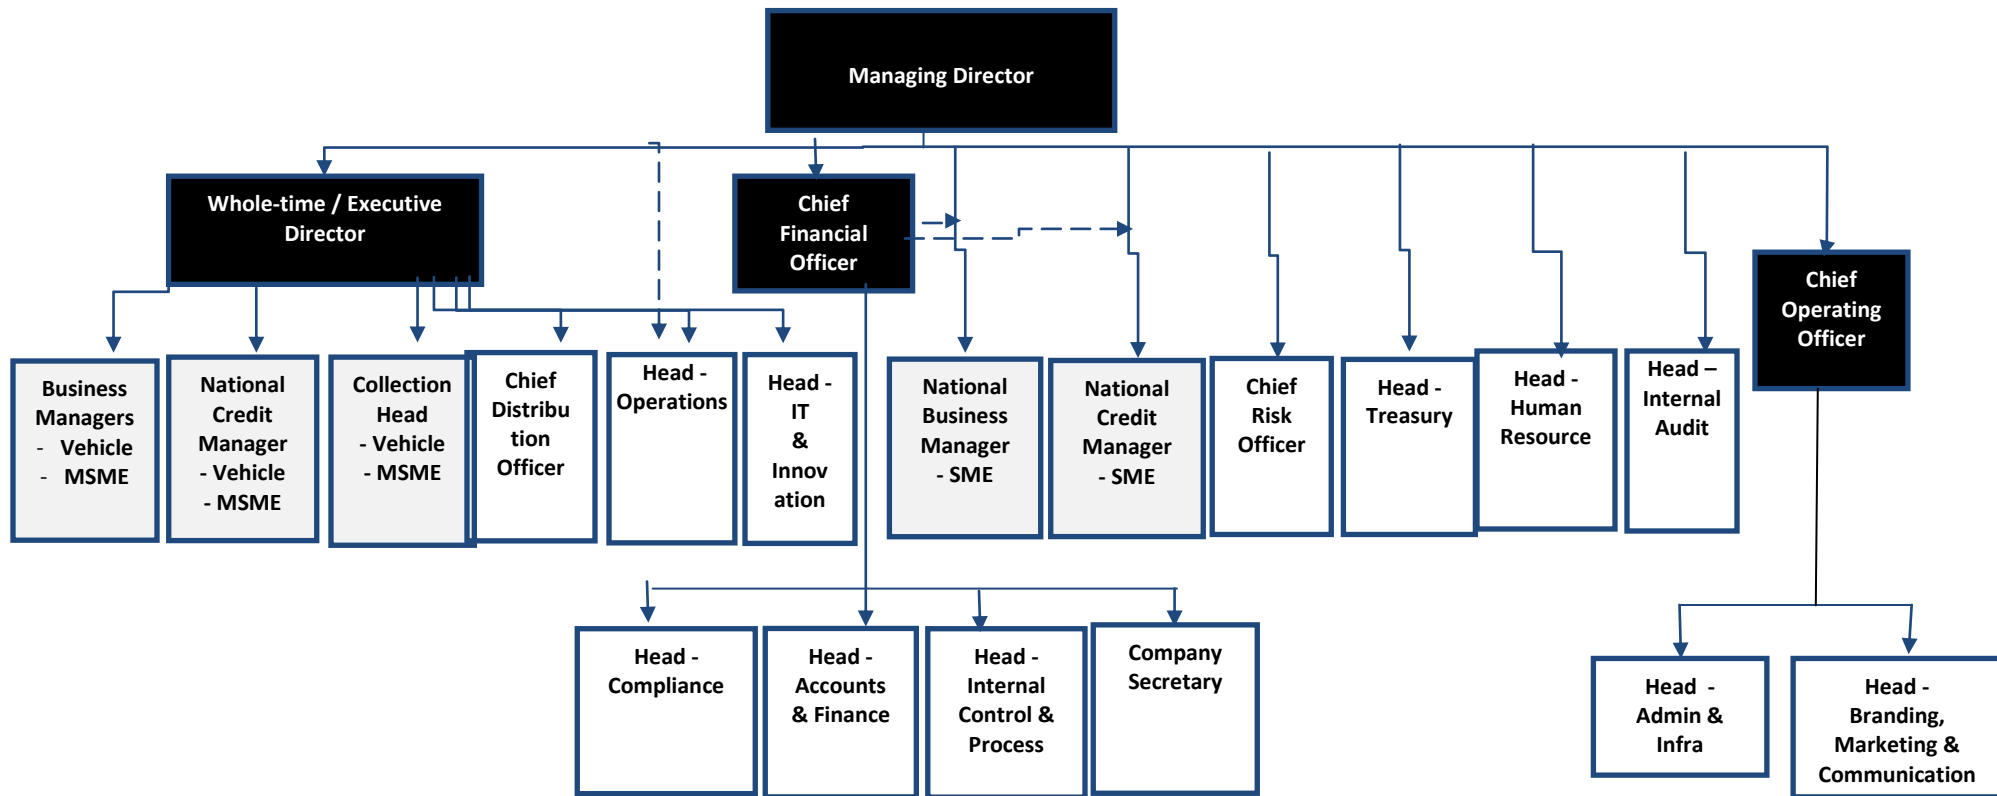 Managing Director
Whole-time / Executive
Director
Chief
Financial
Officer
Chief
Operating
Officer
Business
Managers
- Vehicle
- MSME
National
Credit
Manager
- Vehicle
- MSME
Collection
Head
- Vehicle
- MSME
Chief
Distribu
tion
Officer
Head -
Operations
Head -
IT
&
Innov
ation
National
Business
Manager
- SME
National
Credit
Manager
- SME
Chief
Risk
Officer
Head -
Treasury
Head -
Human
Resource
Head –
Internal
Audit
Head -
Compliance
Head -
Accounts
& Finance
Head -
Internal
Control &
Process
Company
Secretary
Head  -
Admin &
Infra
Head -
Branding,
Marketing &
Communication